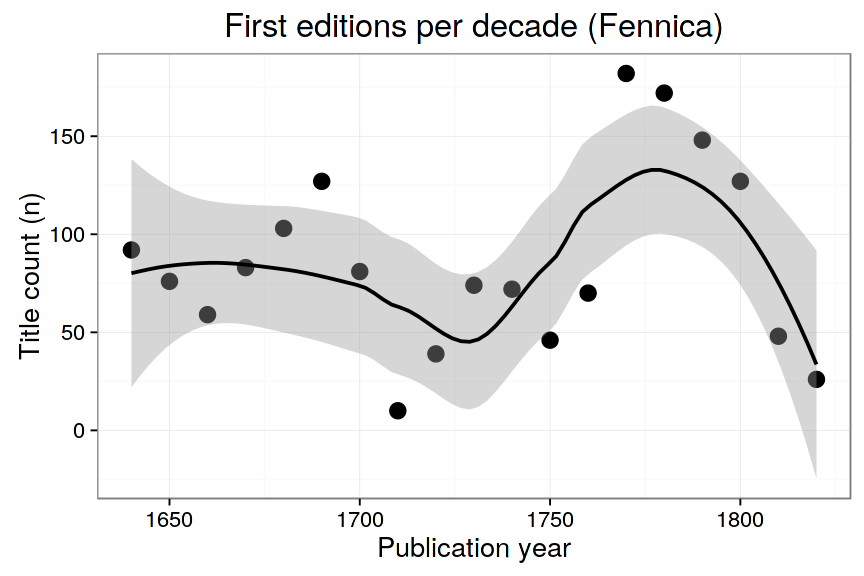 First editions per decade (Fennica)
Title count (n)
150
100
50
0
1650 1700 1750 1800
Publication year